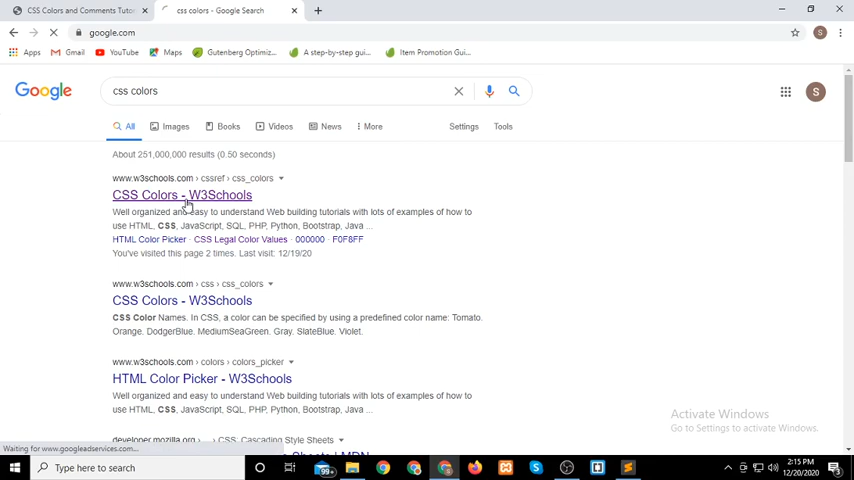 CSS Colors and Comments Tutor
css colors - Google Search
google.com
S
Apps Gmail YouTube Maps Gutenberg Optimiz... A step-by-step gui... Item Promotion Gui...
Google
css colors
S
All Images Books Videos News More Settings Tools
About 251,000,000 results (0.50 seconds)
www.w3schools.com › cssref › css_colors
CSS Colors - W3Schools
Well organized and easy to understand Web building tutorials with lots of examples of how to
use HTML, CSS, JavaScript, SQL, PHP, Python, Bootstrap, Java ...
HTML Color Picker · CSS Legal Color Values · 000000 · F0F8FF
You've visited this page 2 times. Last visit: 12/19/20
www.w3schools.com › css › css_colors
CSS Colors - W3Schools
CSS Color Names. In CSS, a color can be specified by using a predefined color name: Tomato.
Orange. DodgerBlue. MediumSeaGreen. Gray. SlateBlue. Violet.
www.w3schools.com › colors › colors_picker
HTML Color Picker - W3Schools
Well organized and easy to understand Web building tutorials with lots of examples of how to
use HTML, CSS, JavaScript, SQL, PHP, Python, Bootstrap, Java ...
Activate Windows
Go to Settings to activate Windows.
developer.mozilla.org › ... › CSS: Cascading Style Sheets
MDN
Waiting for www.googleadservices.com...
Type here to search
99+
2:15 PM
12/20/2020
3